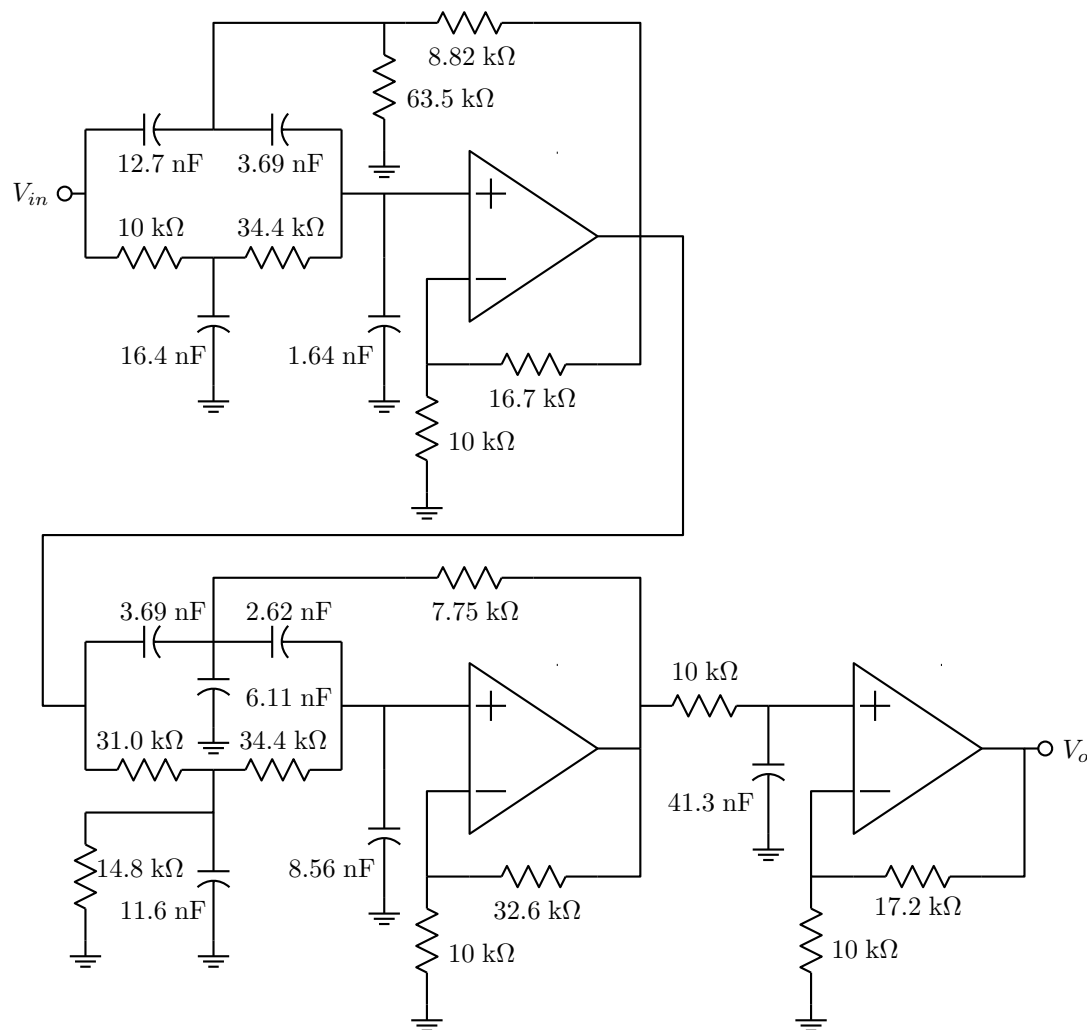 8.82 kΩ
63.5 kΩ
12.7 nF
3.69 nF
V_in
10 kΩ
34.4 kΩ
16.4 nF
1.64 nF
16.7 kΩ
10 kΩ
3.69 nF
2.62 nF
7.75 kΩ
6.11 nF
10 kΩ
31.0 kΩ
34.4 kΩ
V_o
41.3 nF
14.8 kΩ
8.56 nF
11.6 nF
32.6 kΩ
17.2 kΩ
10 kΩ
10 kΩ